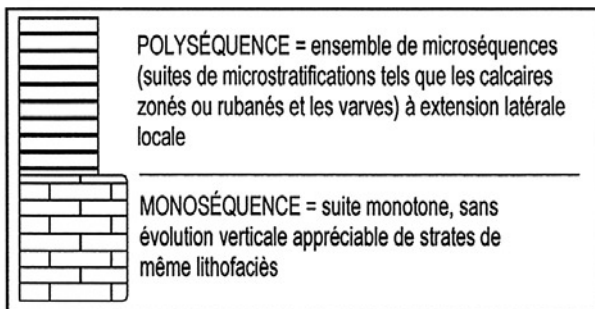 POLYSÉQUENCE = ensemble de microséquences
(suites de microstratifications tels que les calcaires
zonés ou rubanés et les varves) à extension latérale
locale
MONOSÉQUENCE = suite monotone, sans
évolution verticale appréciable de strates de
même lithofaciès